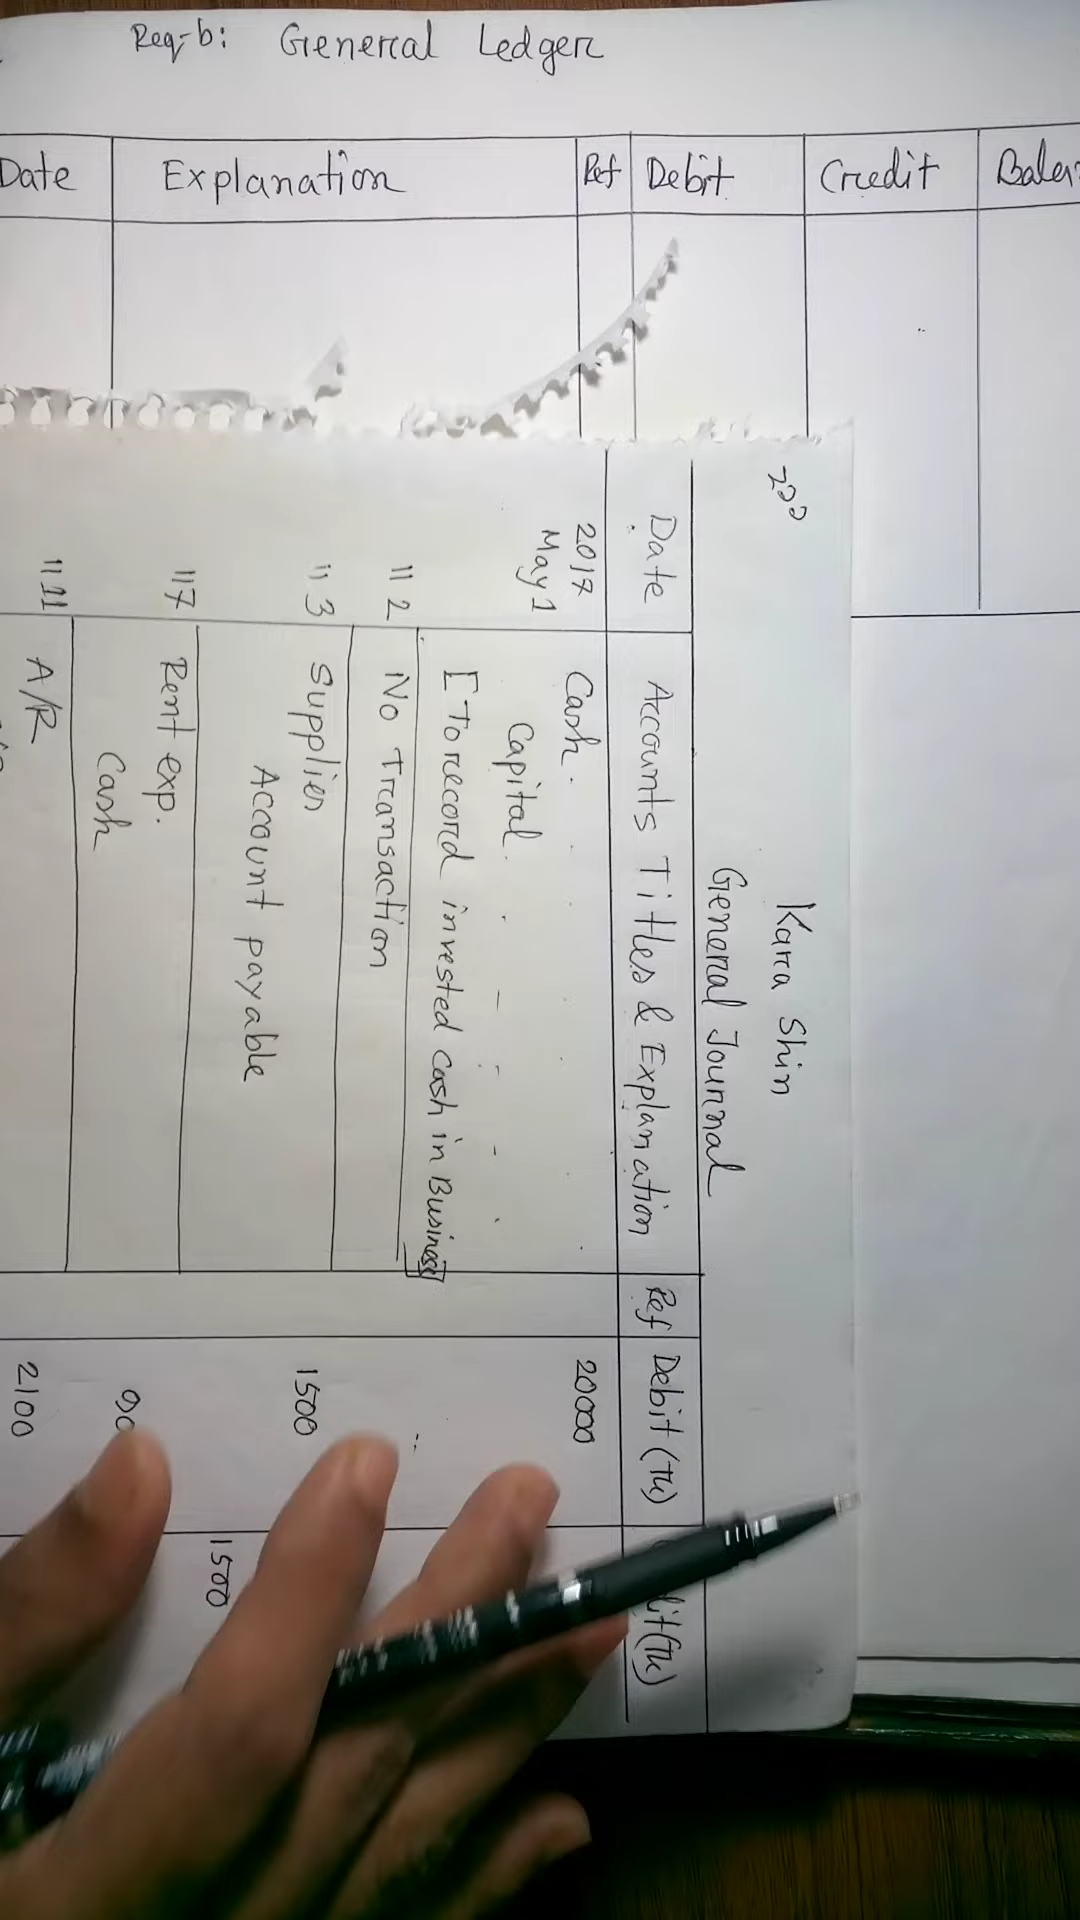 Req-b: General Ledger
Date Explanation Ref Debit Credit
Kara Shin
General Journal
Date Accounts Titles & Explanation Ref Debit (Tk)
2017
May 1 Cash 20000
Capital
[To record invested cash in Business]
" 2 No Transaction
" 3 Supplies 1500
Account payable 1500
" 7 Rent exp.
Cash
" 11 A/R 2100